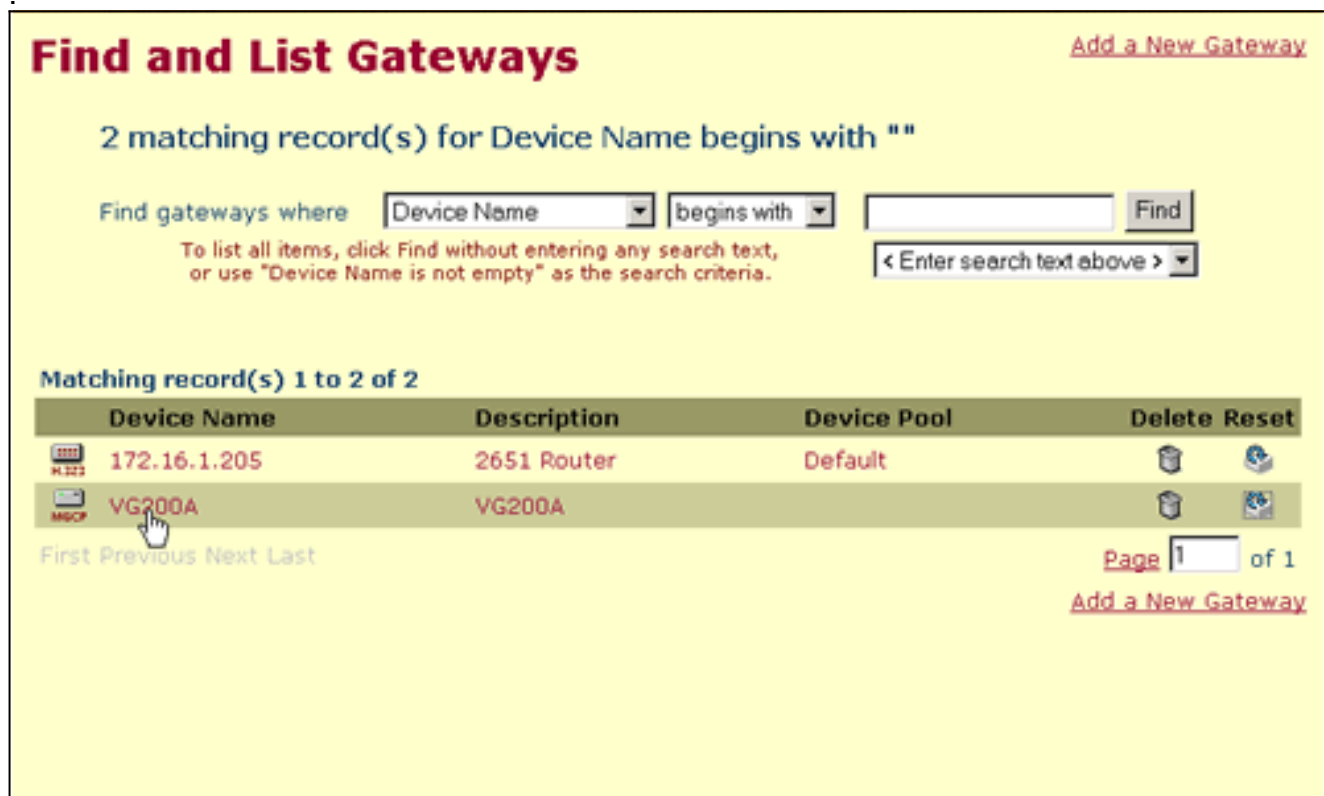 .
Find and List Gateways
Add a New Gateway
2 matching record(s) for Device Name begins with ""
Find gateways where Device Name begins with Find
To list all items, click Find without entering any search text,
or use "Device Name is not empty" as the search criteria.
< Enter search text above >
Matching record(s) 1 to 2 of 2
Device Name Description Device Pool Delete Reset
H.323 172.16.1.205 2651 Router Default
MGCP VG200A VG200A
First Previous Next Last
Page 1 of 1
Add a New Gateway